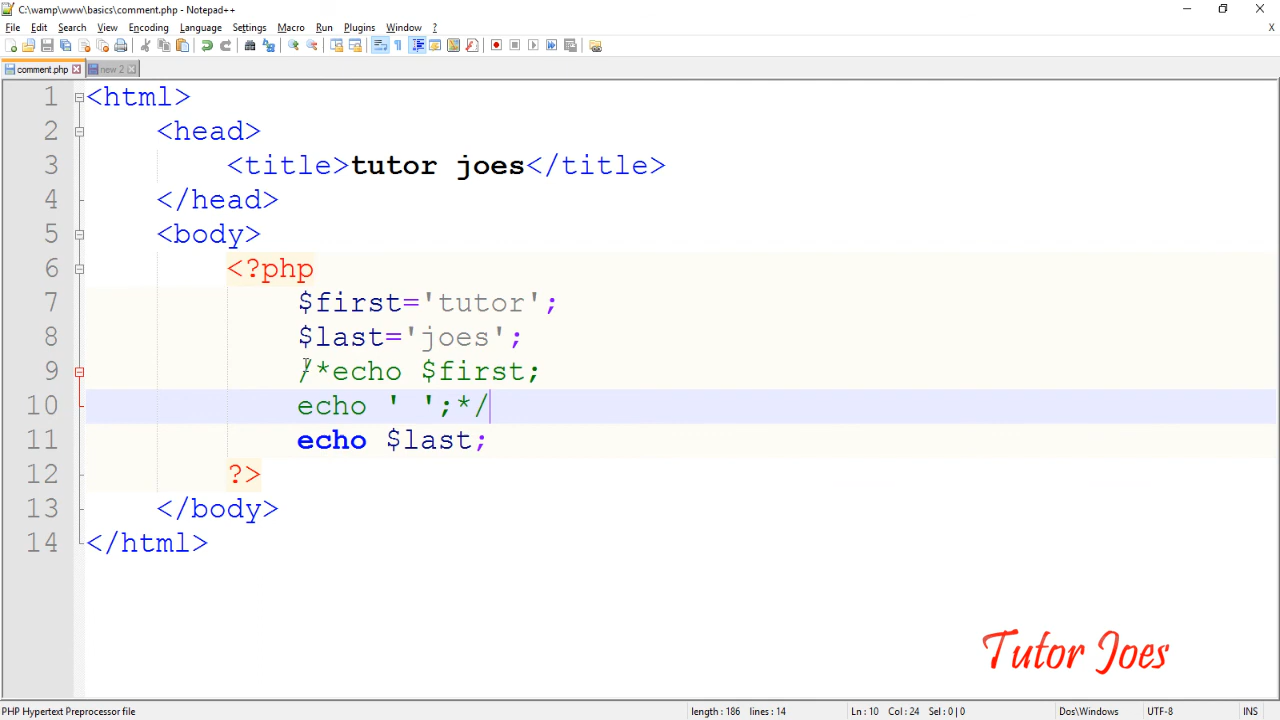 C:\wamp\www\basics\comment.php - Notepad++
File Edit Search View Encoding Language Settings Macro Run Plugins Window ?
X
comment.php new 2
1 <html>
2 <head>
3 <title>tutor joes</title>
4 </head>
5 <body>
6 <?php
7 $first='tutor';
8 $last='joes';
9 /*echo $first;
10 echo ' ';*/
11 echo $last;
12 ?>
13 </body>
14 </html>
Tutor Joes
PHP Hypertext Preprocessor file length : 186 lines : 14 Ln : 10 Col : 24 Sel : 0 | 0 Dos\Windows UTF-8 INS